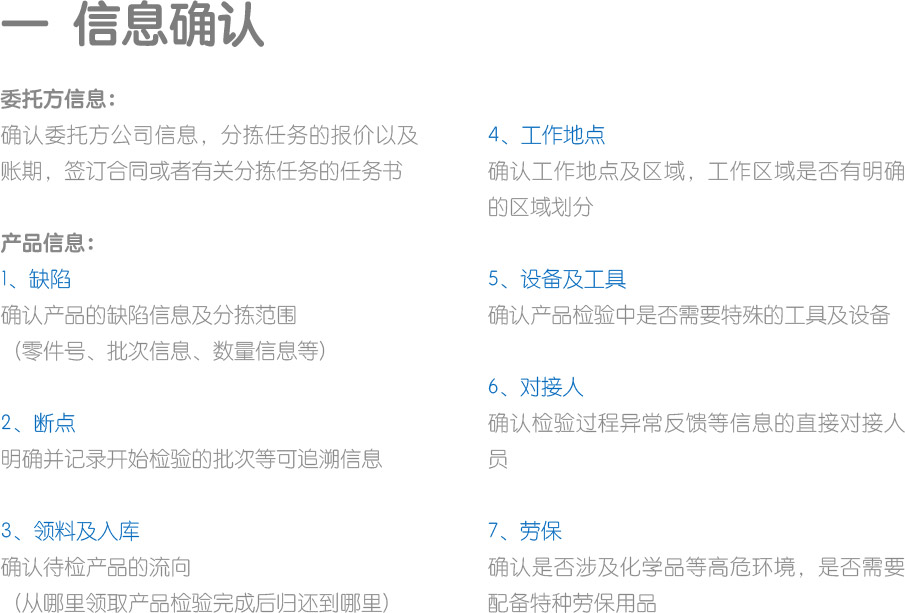 一 信息确认
委托方信息：
确认委托方公司信息，分拣任务的报价以及
账期，签订合同或者有关分拣任务的任务书
产品信息：
1、缺陷
确认产品的缺陷信息及分拣范围
（零件号、批次信息、数量信息等）
2、断点
明确并记录开始检验的批次等可追溯信息
3、领料及入库
确认待检产品的流向
（从哪里领取产品检验完成后归还到哪里）
4、工作地点
确认工作地点及区域，工作区域是否有明确
的区域划分
5、设备及工具
确认产品检验中是否需要特殊的工具及设备
6、对接人
确认检验过程异常反馈等信息的直接对接人
员
7、劳保
确认是否涉及化学品等高危环境，是否需要
配备特种劳保用品